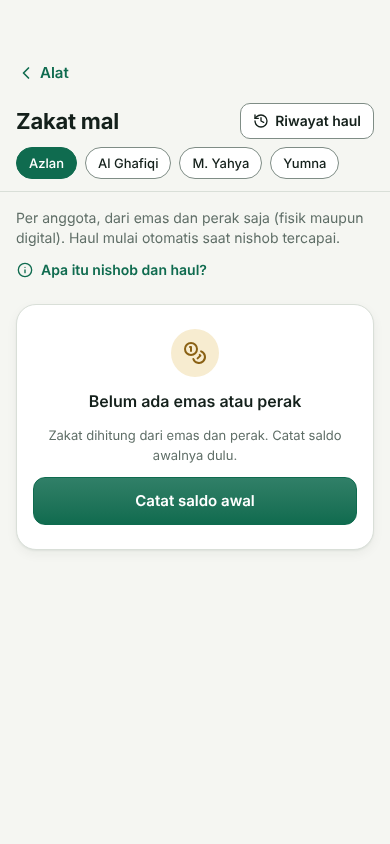 Alat
Zakat mal
Riwayat haul
Azlan
Al Ghafiqi
M. Yahya
Yumna
Per anggota, dari emas dan perak saja (fisik maupun
digital). Haul mulai otomatis saat nishob tercapai.
Apa itu nishob dan haul?
Belum ada emas atau perak
Zakat dihitung dari emas dan perak. Catat saldo
awalnya dulu.
Catat saldo awal